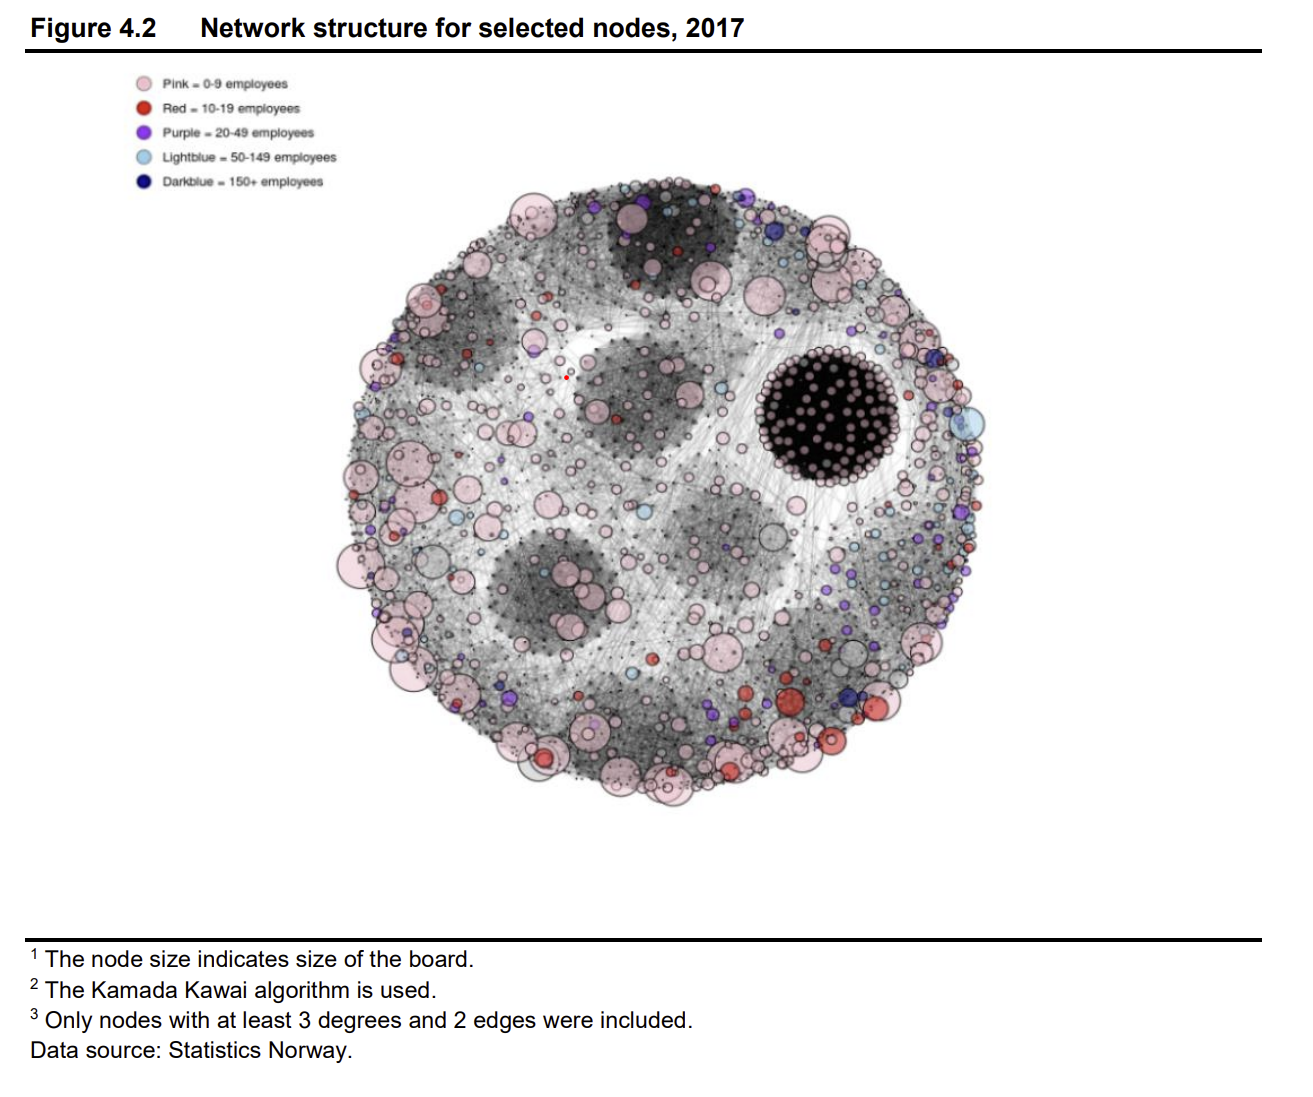 Figure 4.2 Network structure for selected nodes, 2017
Pink = 0-9 employees
Red = 10-19 employees
Purple = 20-49 employees
Lightblue = 50-149 employees
Darkblue = 150+ employees
1 The node size indicates size of the board.
2 The Kamada Kawai algorithm is used.
3 Only nodes with at least 3 degrees and 2 edges were included.
Data source: Statistics Norway.